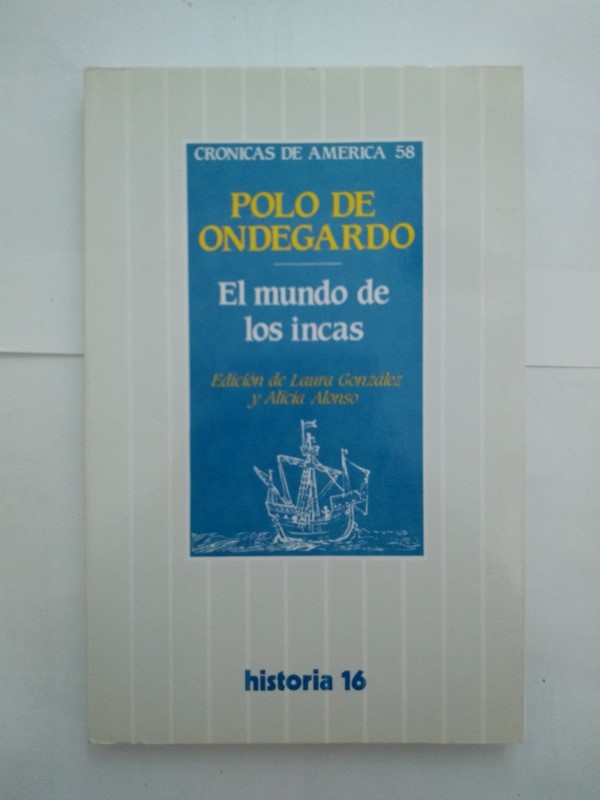 CRONICAS DE AMERICA 58
POLO DE
ONDEGARDO
El mundo de
los incas
Edición de Laura González
y Alicia Alonso
historia 16